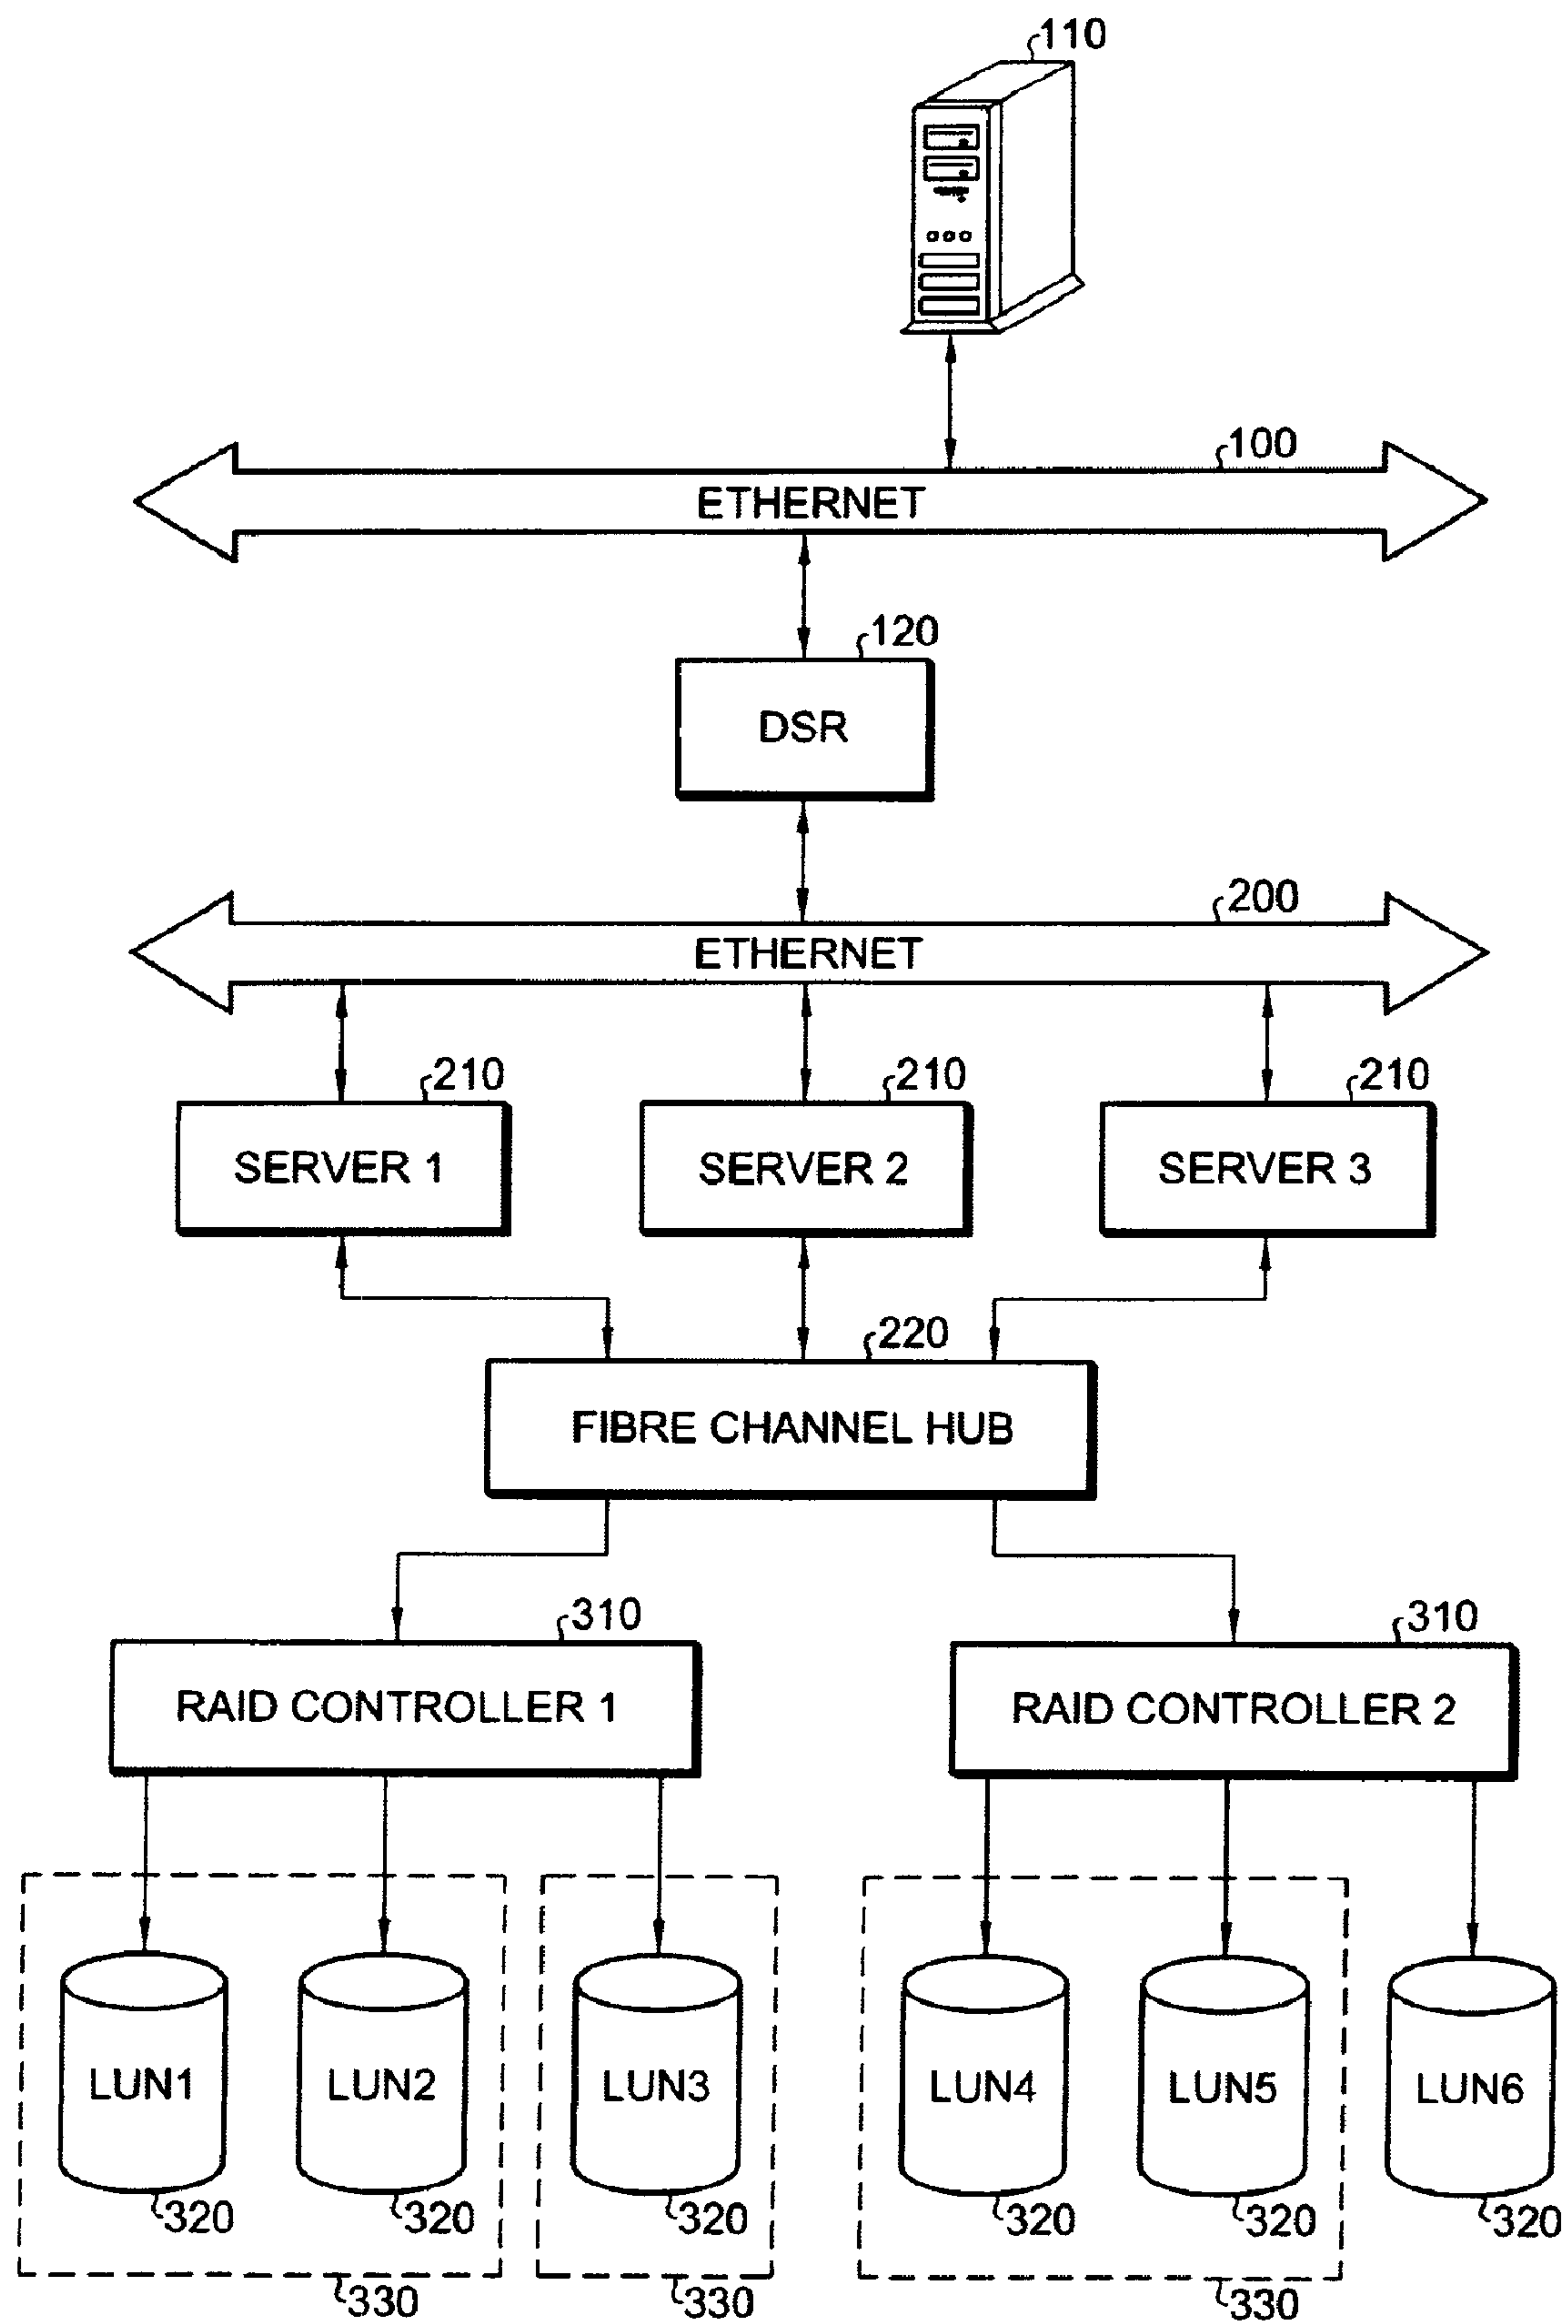 110
100
ETHERNET
120
DSR
200
ETHERNET
210 210 210
SERVER 1 SERVER 2 SERVER 3
220
FIBRE CHANNEL HUB
310 310
RAID CONTROLLER 1 RAID CONTROLLER 2
LUN1 LUN2 LUN3 LUN4 LUN5 LUN6
320 320 320 320 320 320
330 330 330